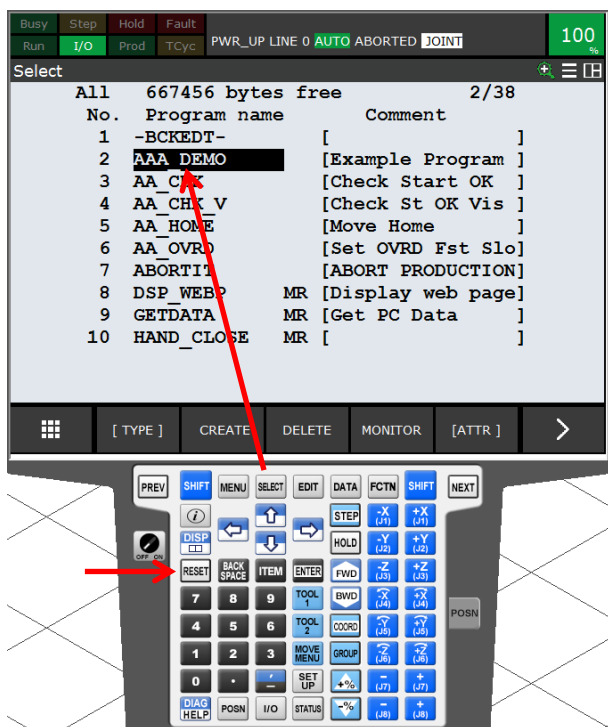 Busy Step Hold Fault
Run I/O Prod TCyc PWR_UP LINE 0 AUTO ABORTED JOINT 100 %
Select
All 667456 bytes free 2/38
No. Program name Comment
1 -BCKEDT- [ ]
2 AAA_DEMO [Example Program ]
3 AA_CHK [Check Start OK ]
4 AA_CHK_V [Check St OK Vis ]
5 AA_HOME [Move Home ]
6 AA_OVRD [Set OVRD Fst Slo]
7 ABORTIT [ABORT PRODUCTION]
8 DSP_WEBP MR [Display web page]
9 GETDATA MR [Get PC Data ]
10 HAND_CLOSE MR [ ]
[ TYPE ] CREATE DELETE MONITOR [ATTR ] >
PREV SHIFT MENU SELECT EDIT DATA FCTN SHIFT NEXT
i STEP -X (J1) +X (J1)
OFF ON DISP HOLD -Y (J2) +Y (J2)
RESET BACK SPACE ITEM ENTER FWD -Z (J3) +Z (J3)
7 8 9 TOOL 1 BWD -X (J4) +X (J4)
4 5 6 TOOL 2 COORD -Y (J5) +Y (J5) POSN
1 2 3 MOVE MENU GROUP -Z (J6) +Z (J6)
0 . , - SET UP +% - (J7) + (J7)
DIAG HELP POSN I/O STATUS -% - (J8) + (J8)